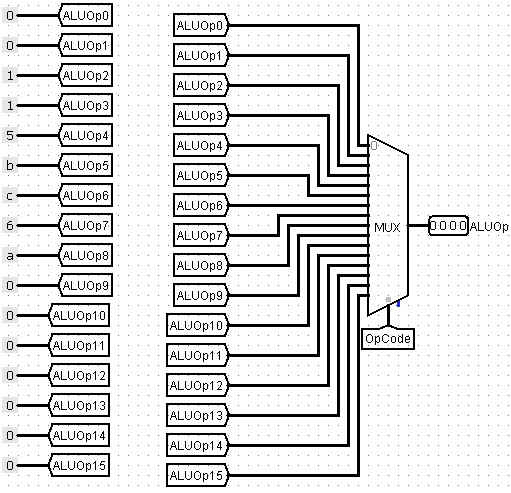 0 ALUOp0
0 ALUOp1
1 ALUOp2
1 ALUOp3
5 ALUOp4
b ALUOp5
c ALUOp6
6 ALUOp7
a ALUOp8
0 ALUOp9
0 ALUOp10
0 ALUOp11
0 ALUOp12
0 ALUOp13
0 ALUOp14
0 ALUOp15
ALUOp0
ALUOp1
ALUOp2
ALUOp3
ALUOp4
ALUOp5
ALUOp6
ALUOp7
ALUOp8
ALUOp9
ALUOp10
ALUOp11
ALUOp12
ALUOp13
ALUOp14
ALUOp15
0
MUX
0000 ALUOp
OpCode